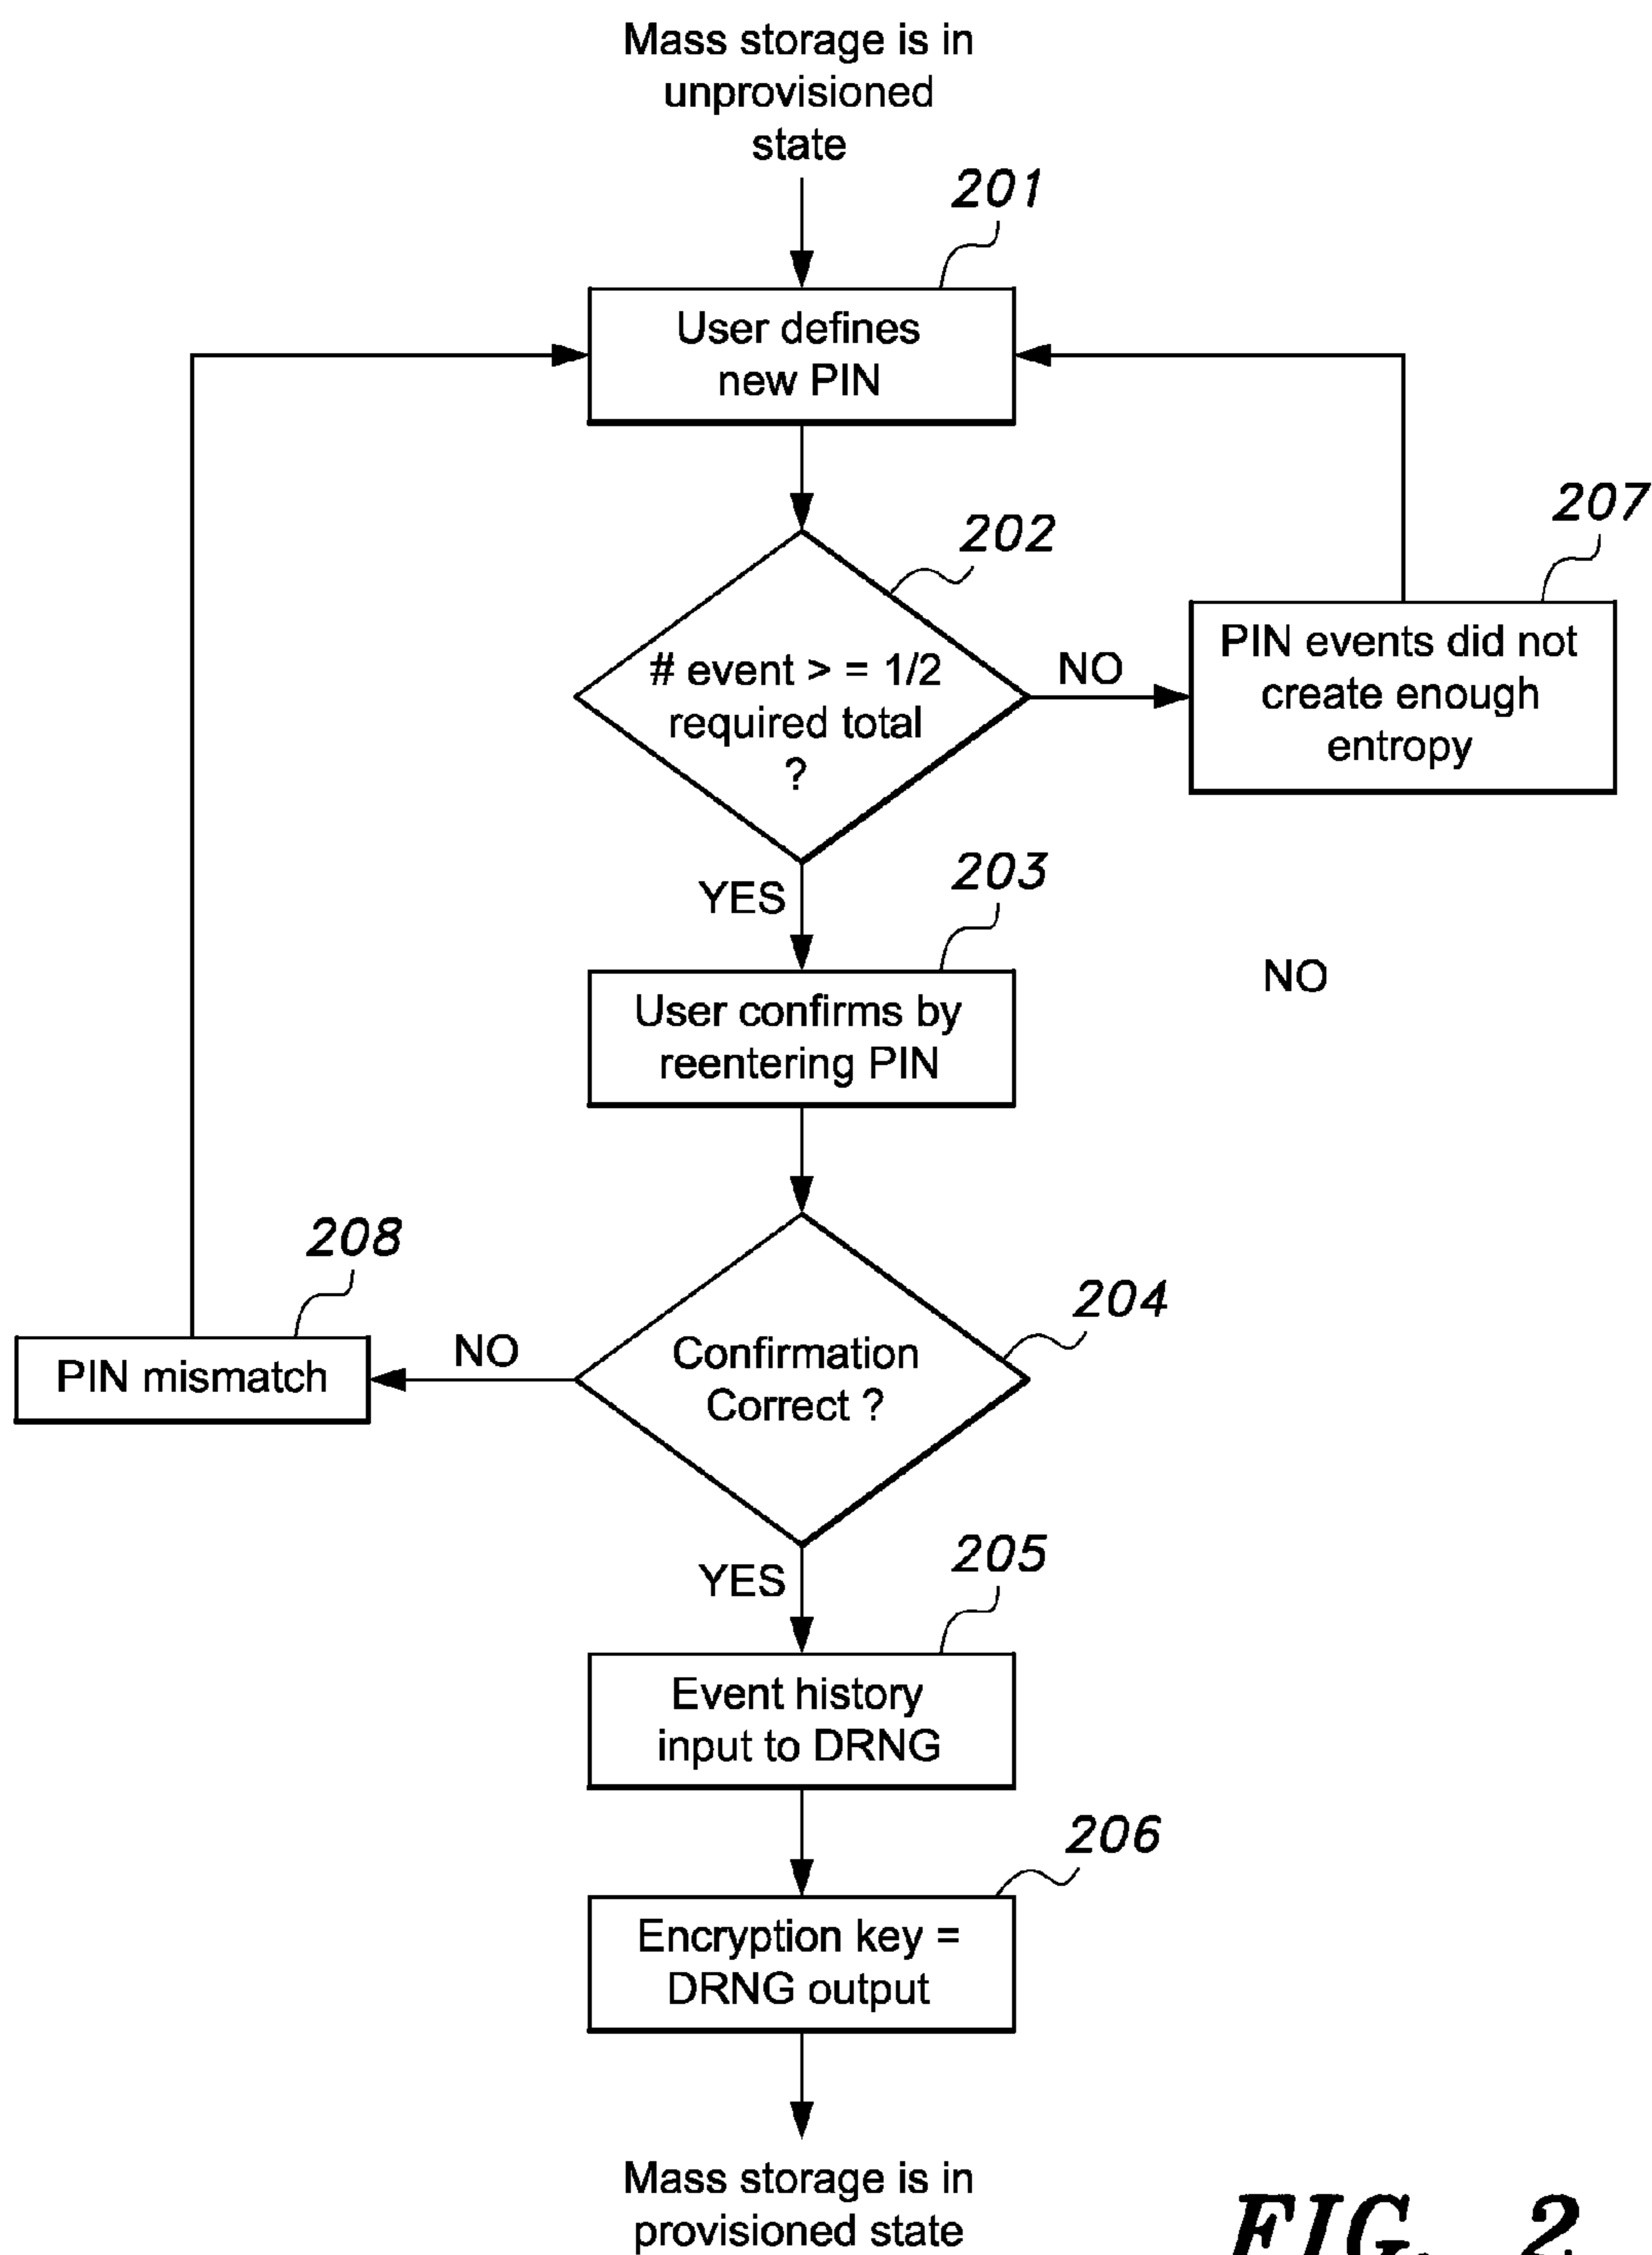 Mass storage is in
unprovisioned
state
201
User defines
new PIN
202
# event > = 1/2
required total
?
NO
207
PIN events did not
create enough
entropy
YES
203
User confirms by
reentering PIN
NO
208
PIN mismatch
NO
204
Confirmation
Correct ?
YES
205
Event history
input to DRNG
206
Encryption key =
DRNG output
Mass storage is in
provisioned state
FIG. 2